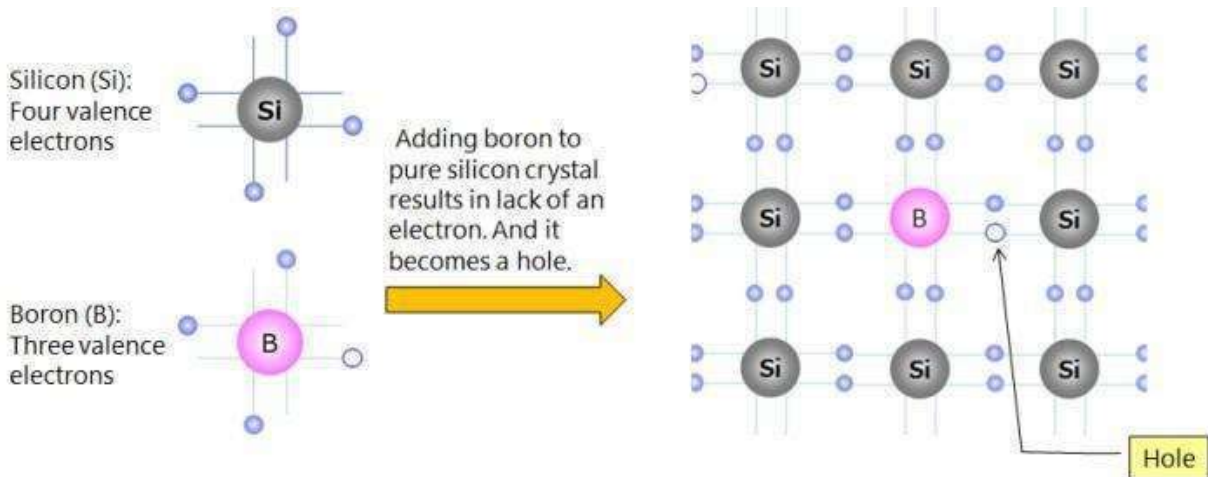 Silicon (Si):
Four valence
electrons
Si
Boron (B):
Three valence
electrons
B
Adding boron to
pure silicon crystal
results in lack of an
electron. And it
becomes a hole.
Si Si Si
Si B Si
Si Si Si
Hole